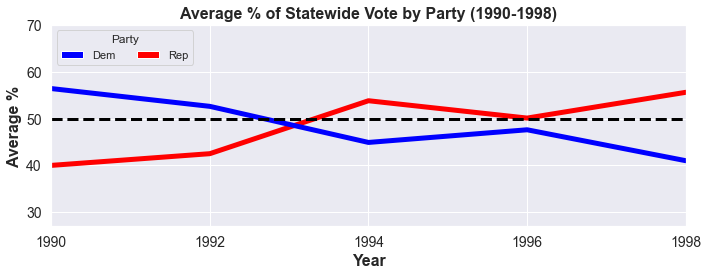 Average % of Statewide Vote by Party (1990-1998)
70
Party
Dem Rep
60
50
40
30
Average %
1990 1992 1994 1996 1998
Year